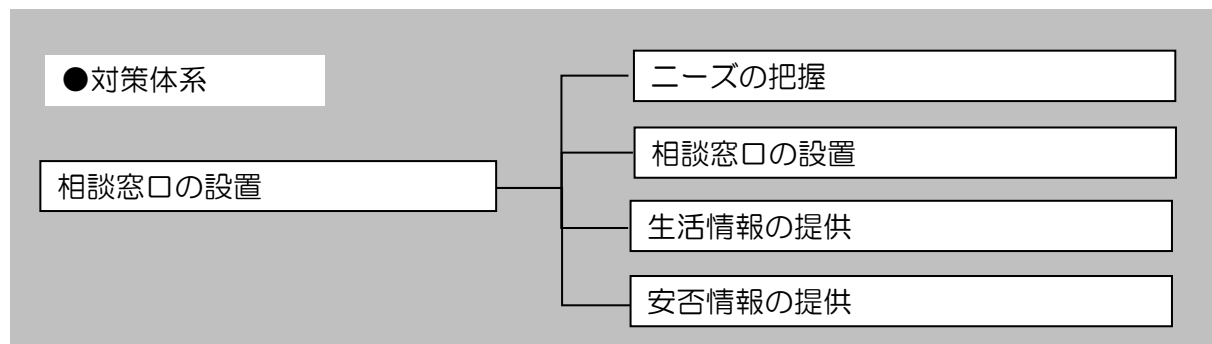 ●対策体系
相談窓口の設置
ニーズの把握
相談窓口の設置
生活情報の提供
安否情報の提供